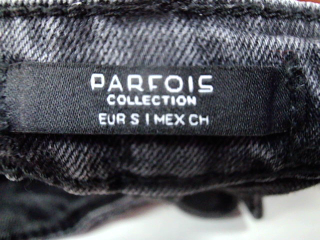 PARFOIS
COLLECTION
EUR S | MEX CH